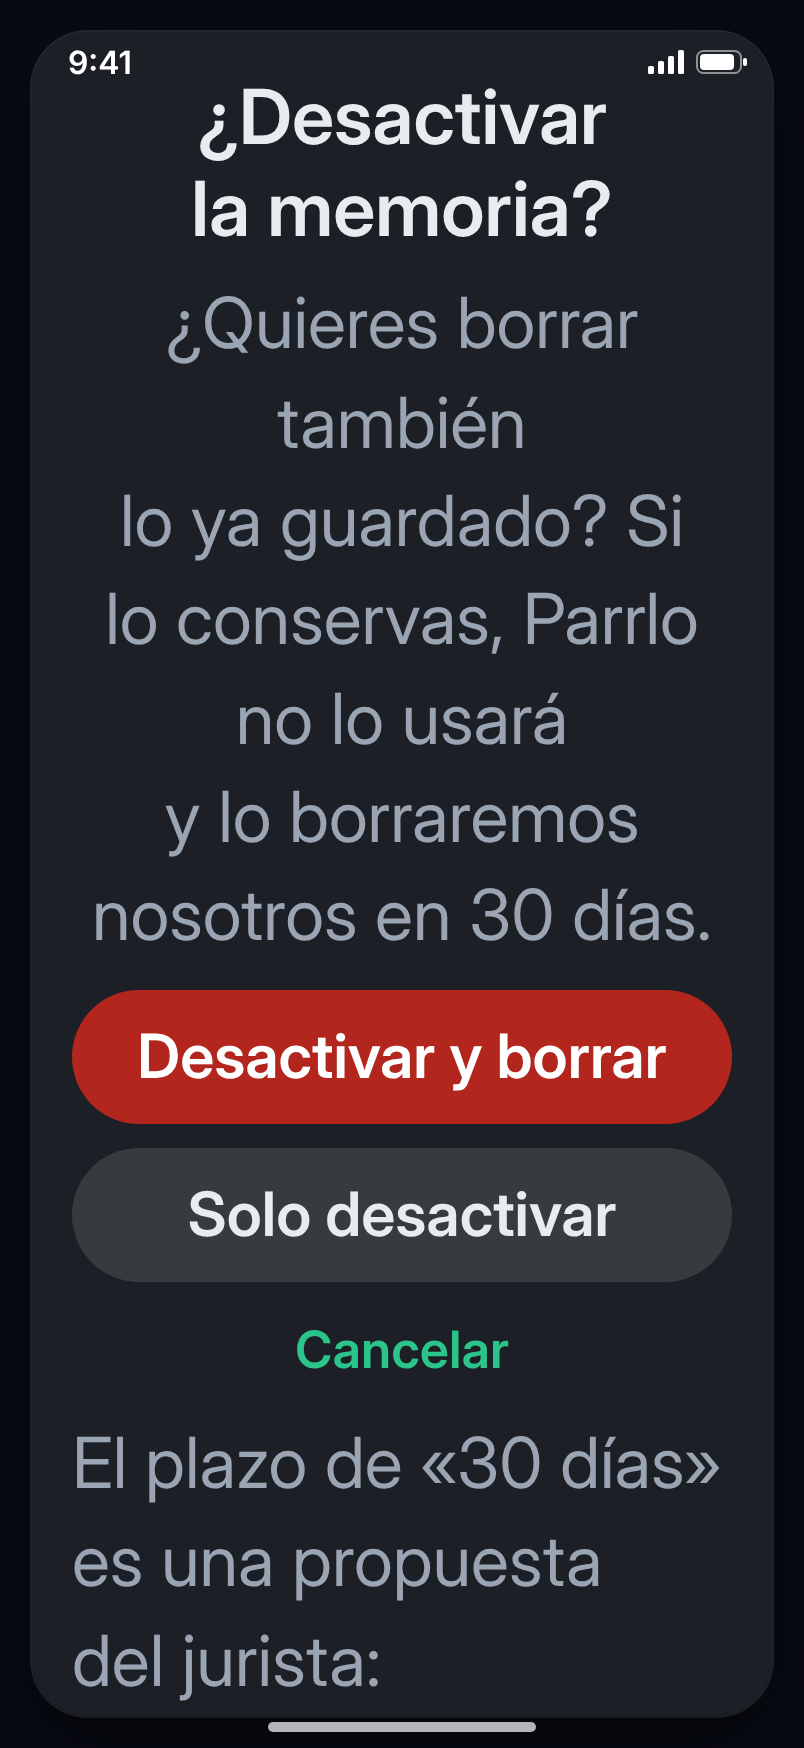 9:41
¿Desactivar
la memoria?
¿Quieres borrar
también
lo ya guardado? Si
lo conservas, Parrlo
no lo usará
y lo borraremos
nosotros en 30 días.
Desactivar y borrar
Solo desactivar
Cancelar
El plazo de «30 días»
es una propuesta
del jurista: